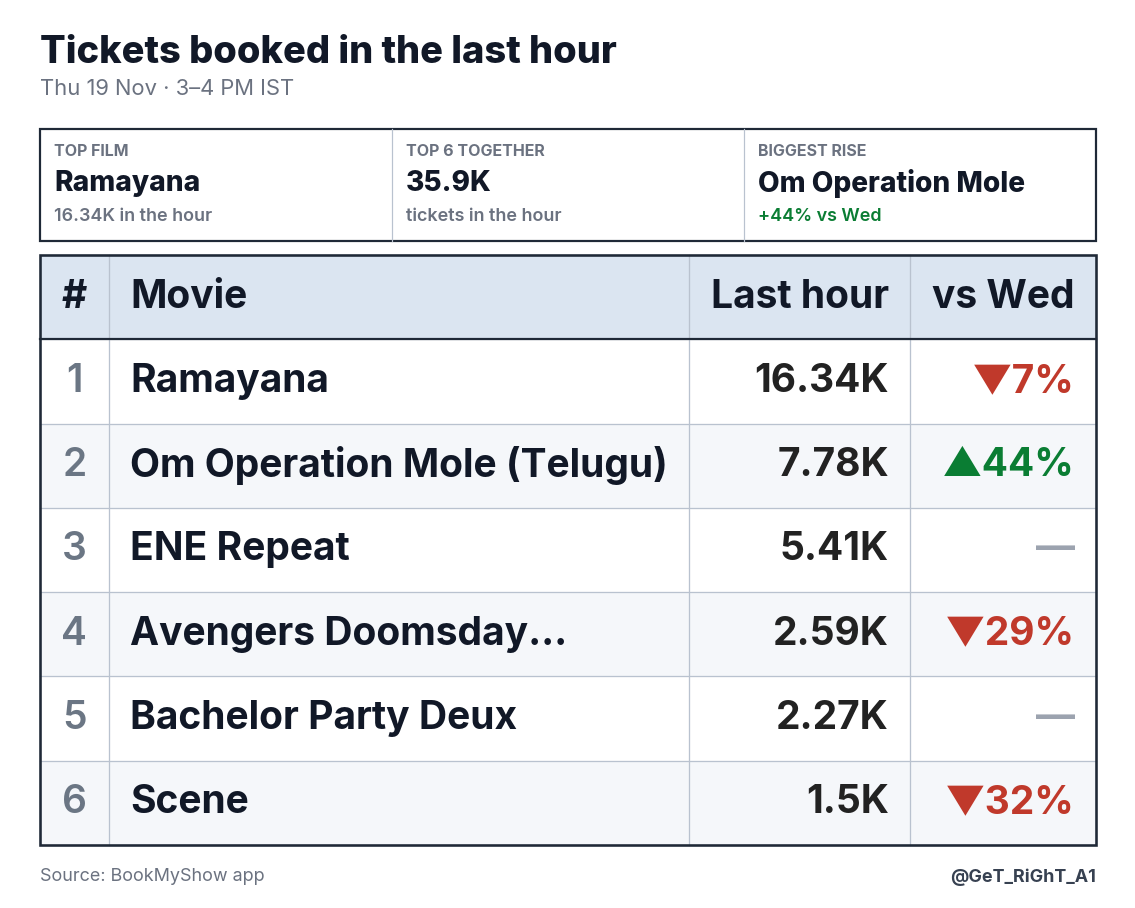 Tickets booked in the last hour
Thu 19 Nov · 3–4 PM IST
TOP FILM
Ramayana
16.34K in the hour
TOP 6 TOGETHER
35.9K
tickets in the hour
BIGGEST RISE
Om Operation Mole
+44% vs Wed
# Movie Last hour vs Wed
1 Ramayana 16.34K ▼7%
2 Om Operation Mole (Telugu) 7.78K ▲44%
3 ENE Repeat 5.41K —
4 Avengers Doomsday... 2.59K ▼29%
5 Bachelor Party Deux 2.27K —
6 Scene 1.5K ▼32%
Source: BookMyShow app
@GeT_RiGhT_A1